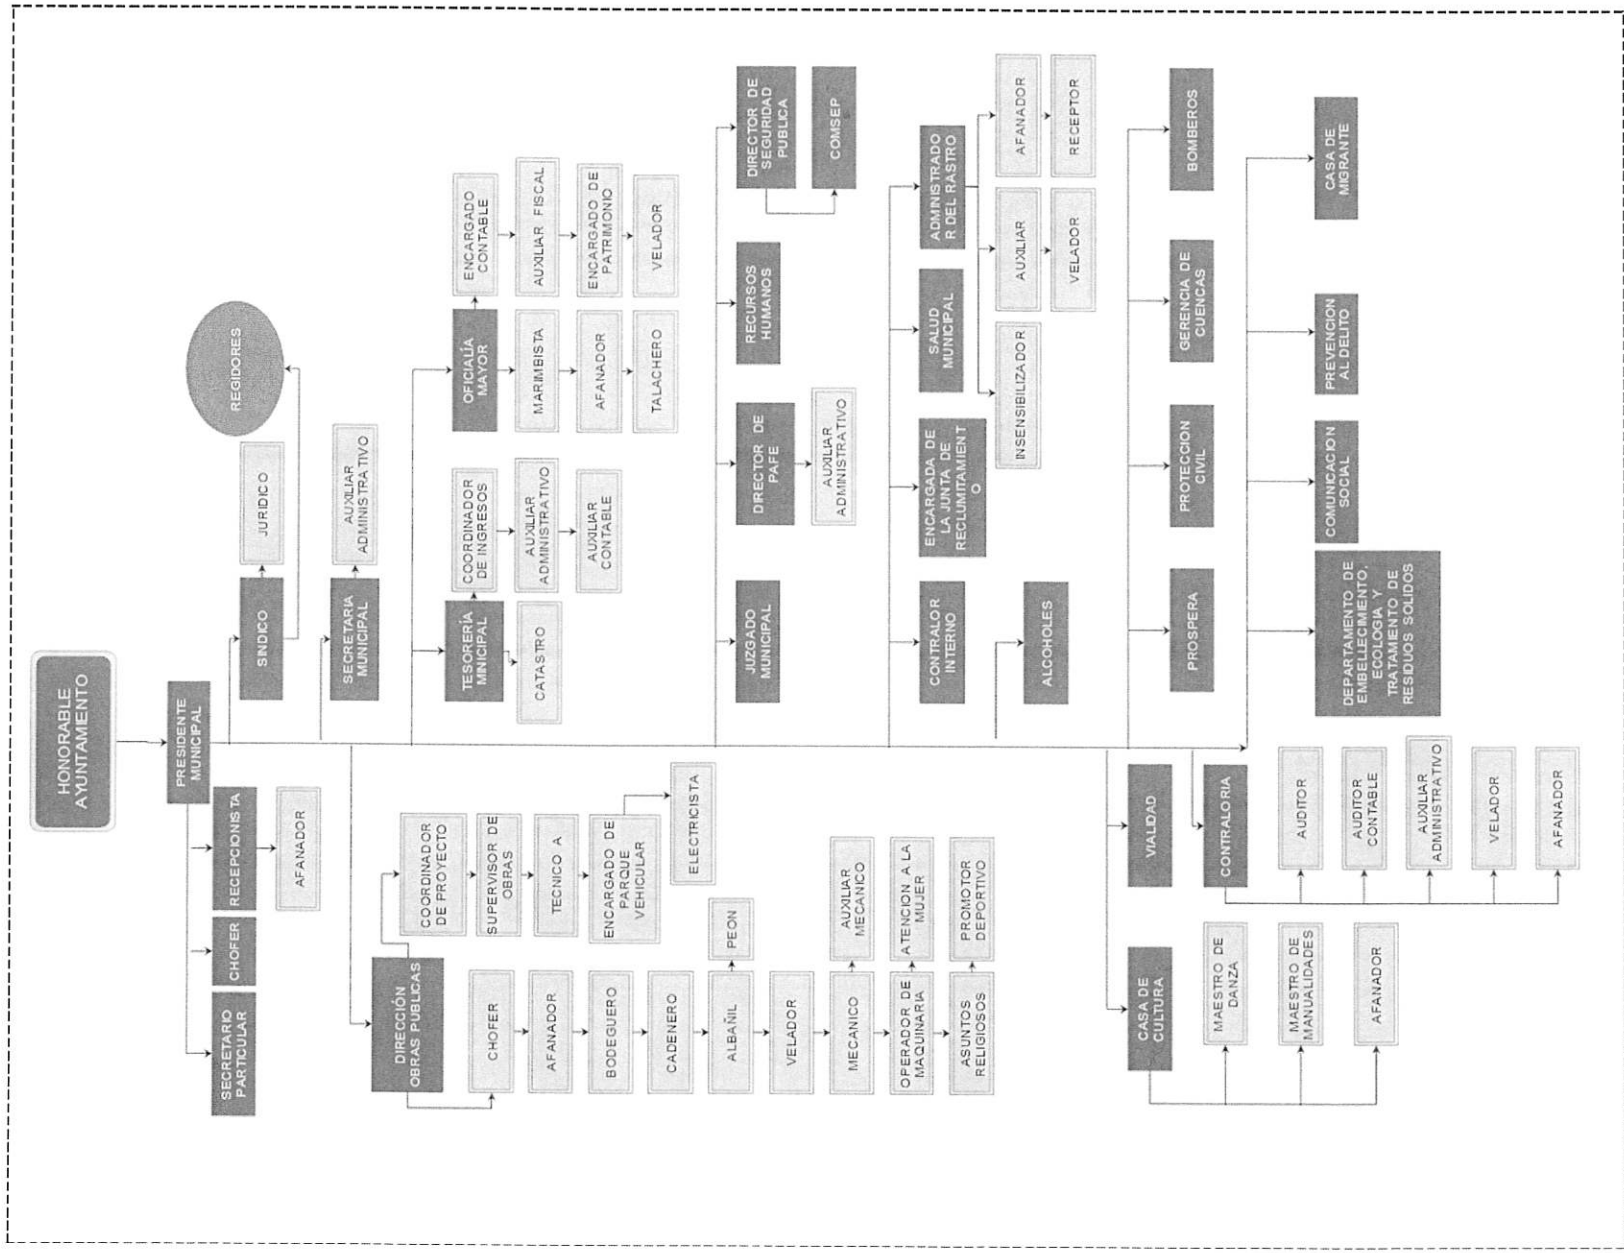 HONORABLE
AYUNTAMIENTO
PRESIDENTE
MUNICIPAL
SECRETARIO
PARTICULAR
CHOFER
RECEPCIONISTA
AFANADOR
SINDICO
JURIDICO
REGIDORES
SECRETARIA
MUNICIPAL
AUXILIAR
ADMINISTRATIVO
DIRECCIÓN
OBRAS PUBLICAS
COORDINADOR
DE PROYECTO
SUPERVISOR DE
OBRAS
TECNICO A
ENCARGADO DE
PARQUE
VEHICULAR
ELECTRICISTA
CHOFER
AFANADOR
BODEGUERO
CADENERO
ALBAÑIL
PEON
VELADOR
MECANICO
AUXILIAR
MECANICO
OPERADOR DE
MAQUINARIA
ATENCION A LA
MUJER
ASUNTOS
RELIGIOSOS
PROMOTOR
DEPORTIVO
TESORERÍA
MINICIPAL
CATASTRO
COORDINADOR
DE INGRESOS
AUXILIAR
ADMINISTRATIVO
AUXILIAR
CONTABLE
OFICIALÍA
MAYOR
MARIMBISTA
AFANADOR
TALACHERO
ENCARGADO
CONTABLE
AUXILIAR FISCAL
ENCARGADO DE
PATRIMONIO
VELADOR
JUZGADO
MUNICIPAL
DIRECTOR DE
PAFE
AUXILIAR
ADMINISTRATIVO
RECURSOS
HUMANOS
DIRECTOR DE
SEGURIDAD
PUBLICA
COMSEP
CONTRALOR
INTERNO
ENCARGADA DE
LA JUNTA DE
RECLUMITAMIENT
O
SALUD
MUNICIPAL
ADMINISTRADO
R DEL RASTRO
INSENSIBILIZADOR
AUXILIAR
VELADOR
AFANADOR
RECEPTOR
ALCOHOLES
VIALIDAD
CASA DE
CULTURA
MAESTRO DE
DANZA
MAESTRO DE
MANUALIDADES
AFANADOR
PROSPERA
PROTECCION
CIVIL
GERENCIA DE
CUENCAS
BOMBEROS
CONTRALORIA
AUDITOR
AUDITOR
CONTABLE
AUXILIAR
ADMINISTRATIVO
VELADOR
AFANADOR
DEPARTAMENTO DE
EMBELLECIMIENTO,
ECOLOGIA Y
TRATAMIENTO DE
RESIDUOS SOLIDOS
COMUNICACION
SOCIAL
PREVENCION
AL DELITO
CASA DE
MIGRANTE